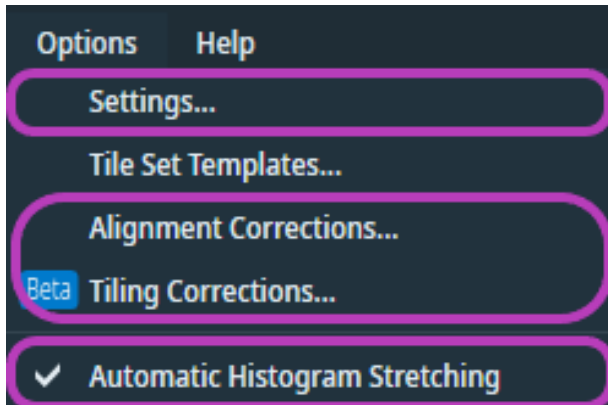 Options Help
Settings...
Tile Set Templates...
Alignment Corrections...
Beta Tiling Corrections...
Automatic Histogram Stretching